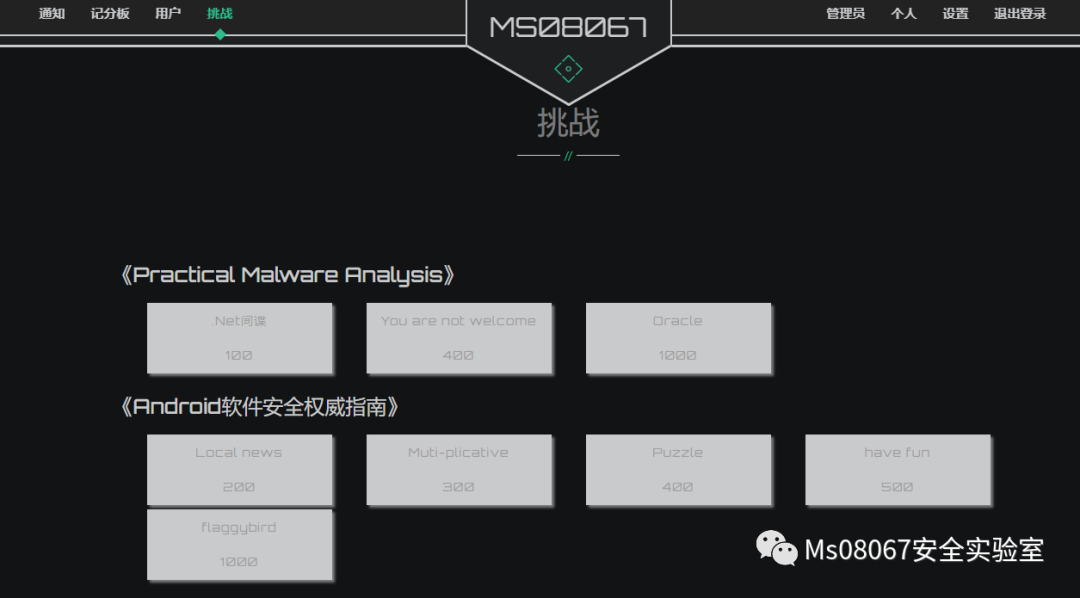 通知 记分板 用户 挑战 MS08067 管理员 个人 设置 退出登录
挑战
//
《Practical Malware Analysis》
.Net间谍 You are not welcome Oracle
100 400 1000
《Android软件安全权威指南》
Local news Muti-plicative Puzzle have fun
200 300 400 500
flaggybird
1000
Ms08067安全实验室